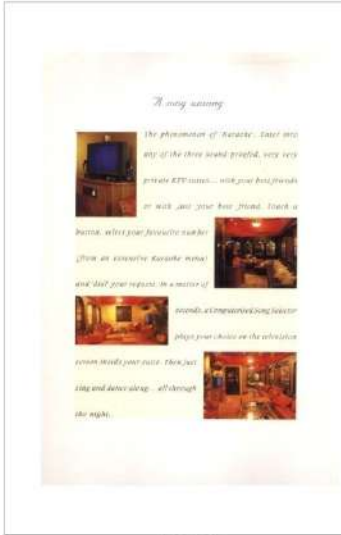 A cosy evening
The phenomenon of 'Karaoke'. Enter into
any of the three sound-proofed, very very
private KTV suites... with your best friends
or with just your best friend. Touch a
button, select your favourite number
(from an extensive Karaoke menu)
and 'dial' your request. In a matter of
seconds, a Computerised Song Selector
plays your choice on the television
screen inside your suite. Then just
sing and dance along... all through
the night.